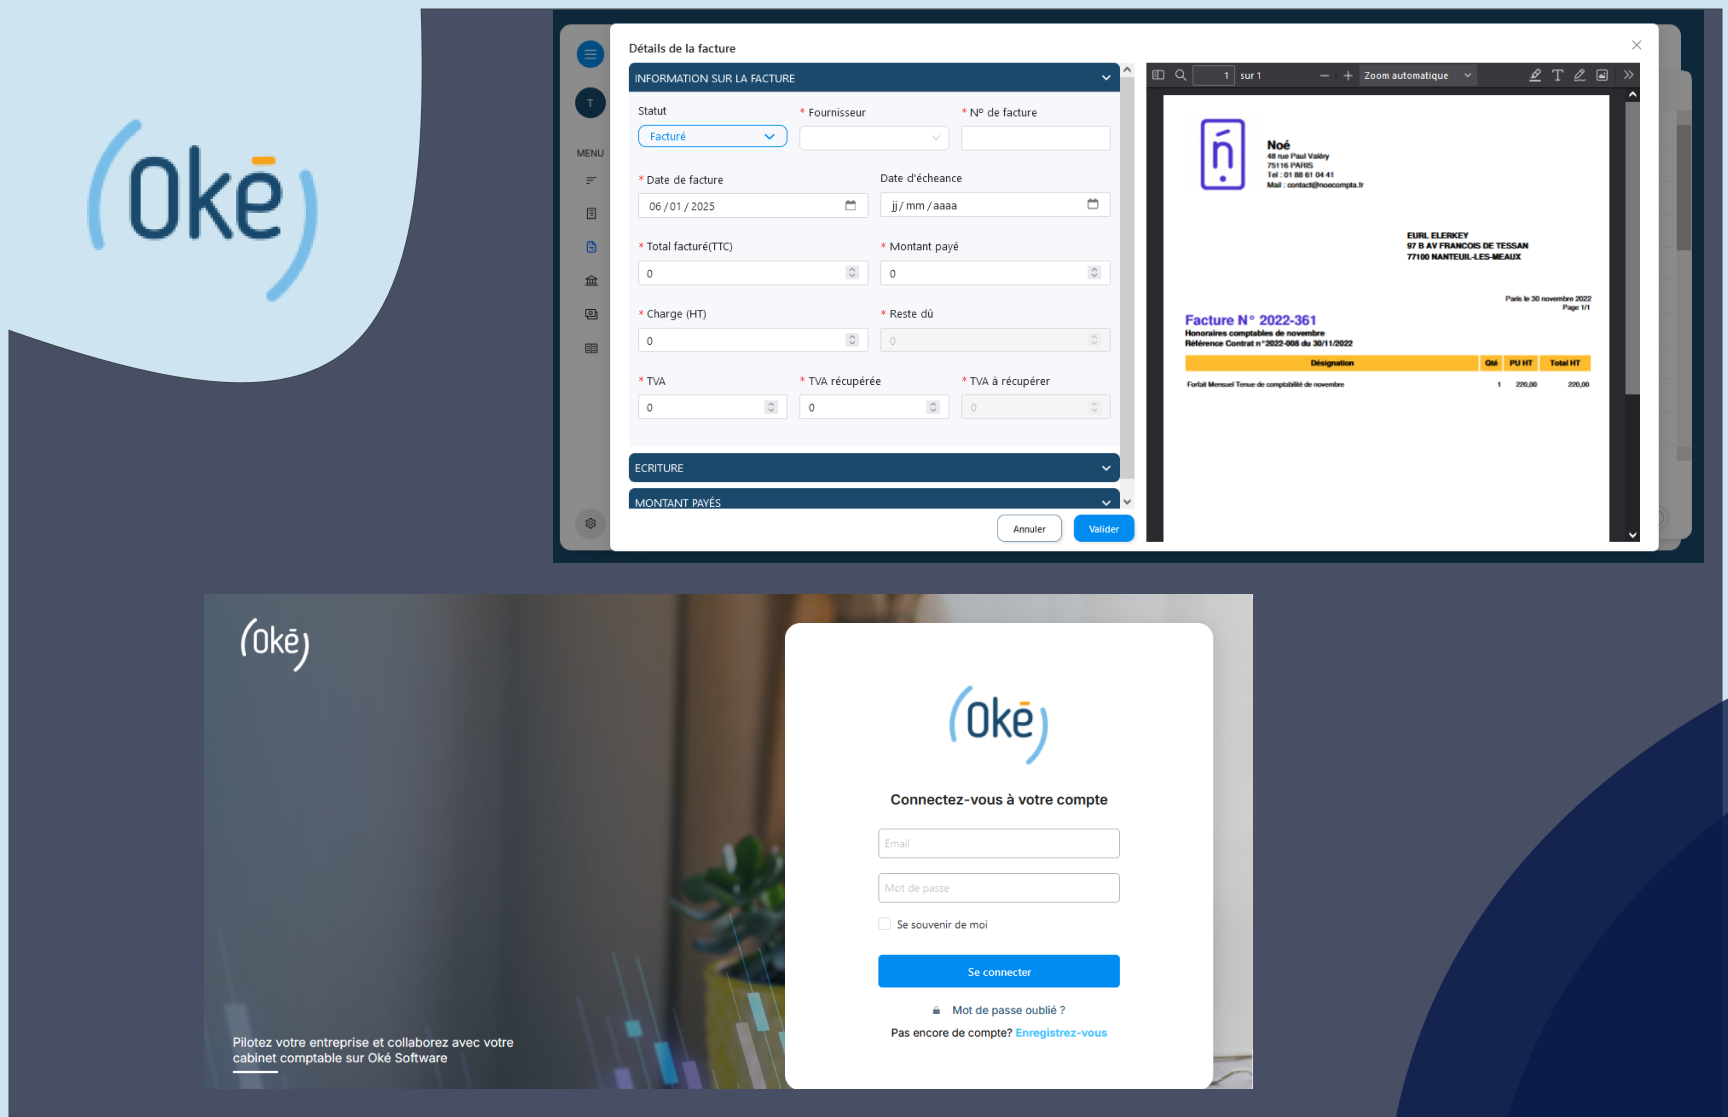 (Okē)
Détails de la facture
INFORMATION SUR LA FACTURE
Statut
* Fournisseur
* Nº de facture
Facturé
* Date de facture
Date d'écheance
06 / 01 / 2025
jj / mm / aaaa
* Total facturé(TTC)
* Montant payé
0
0
* Charge (HT)
* Reste dû
0
0
* TVA
* TVA récupérée
* TVA à récupérer
0
0
0
ECRITURE
MONTANT PAYÉS
Annuler
Valider
T
MENU
1 sur 1
Zoom automatique
ń
Noé
48 rue Paul Valéry
75116 PARIS
Tel : 01 88 61 04 41
Mail : contact@noecompta.fr
EURL ELERKEY
97 B AV FRANCOIS DE TESSAN
77100 NANTEUIL-LES-MEAUX
Paris le 30 novembre 2022
Page 1/1
Facture N° 2022-361
Honoraires comptables de novembre
Référence Contrat n°2022-008 du 30/11/2022
Désignation Qté PU HT Total HT
Forfait Mensuel Tenue de comptabilité de novembre 1 220,00 220,00
(Okē)
Pilotez votre entreprise et collaborez avec votre
cabinet comptable sur Oké Software
(Okē)
Connectez-vous à votre compte
Email
Mot de passe
Se souvenir de moi
Se connecter
Mot de passe oublié ?
Pas encore de compte? Enregistrez-vous